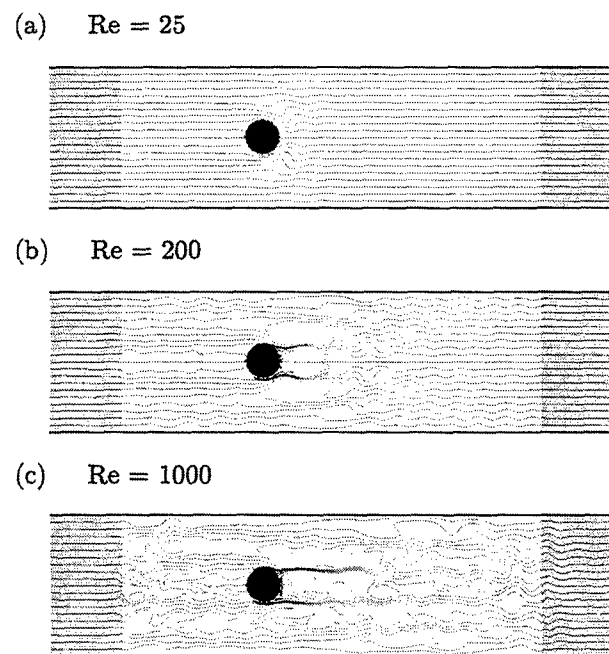 (a) Re = 25
(b) Re = 200
(c) Re = 1000